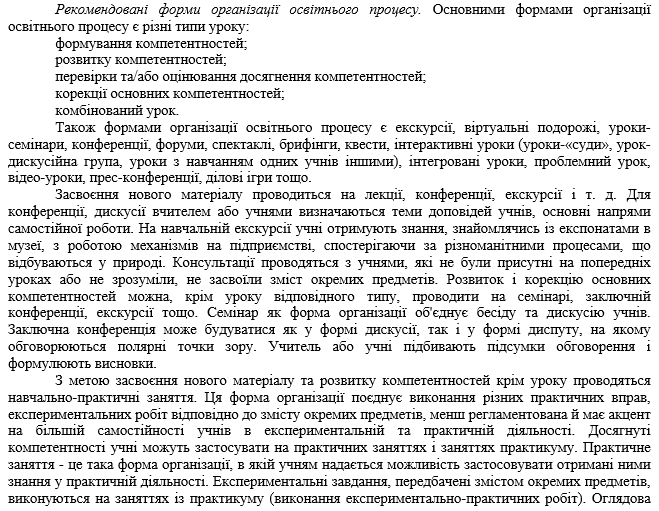 Рекомендовані форми організації освітнього процесу. Основними формами організації
освітнього процесу є різні типи уроку:
формування компетентностей;
розвитку компетентностей;
перевірки та/або оцінювання досягнення компетентностей;
корекції основних компетентностей;
комбінований урок.
Також формами організації освітнього процесу є екскурсії, віртуальні подорожі, уроки-
семінари, конференції, форуми, спектаклі, брифінги, квести, інтерактивні уроки (уроки-«суди», урок-
дискусійна група, уроки з навчанням одних учнів іншими), інтегровані уроки, проблемний урок,
відео-уроки, прес-конференції, ділові ігри тощо.
Засвоєння нового матеріалу проводиться на лекції, конференції, екскурсії і т. д. Для
конференції, дискусії вчителем або учнями визначаються теми доповідей учнів, основні напрями
самостійної роботи. На навчальній екскурсії учні отримують знання, знайомлячись із експонатами в
музеї, з роботою механізмів на підприємстві, спостерігаючи за різноманітними процесами, що
відбуваються у природі. Консультації проводяться з учнями, які не були присутні на попередніх
уроках або не зрозуміли, не засвоїли зміст окремих предметів. Розвиток і корекцію основних
компетентностей можна, крім уроку відповідного типу, проводити на семінарі, заключній
конференції, екскурсії тощо. Семінар як форма організації об'єднує бесіду та дискусію учнів.
Заключна конференція може будуватися як у формі дискусії, так і у формі диспуту, на якому
обговорюються полярні точки зору. Учитель або учні підбивають підсумки обговорення і
формулюють висновки.
З метою засвоєння нового матеріалу та розвитку компетентностей крім уроку проводяться
навчально-практичні заняття. Ця форма організації поєднує виконання різних практичних вправ,
експериментальних робіт відповідно до змісту окремих предметів, менш регламентована й має акцент
на більшій самостійності учнів в експериментальній та практичній діяльності. Досягнуті
компетентності учні можуть застосувати на практичних заняттях і заняттях практикуму. Практичне
заняття - це така форма організації, в якій учням надається можливість застосовувати отримані ними
знання у практичній діяльності. Експериментальні завдання, передбачені змістом окремих предметів,
виконуються на заняттях із практикуму (виконання експериментально-практичних робіт). Оглядова